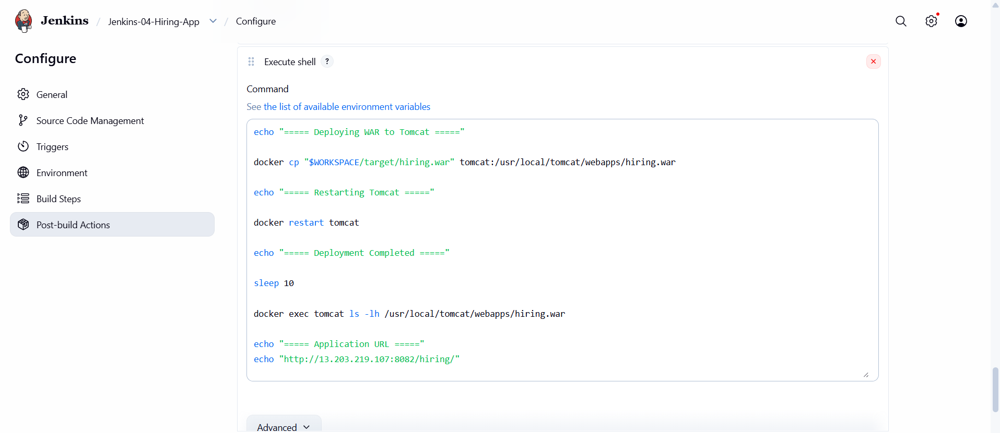 Jenkins / Jenkins-04-Hiring-App / Configure
Configure
General
Source Code Management
Triggers
Environment
Build Steps
Post-build Actions
Execute shell ?
Command
See the list of available environment variables
echo "===== Deploying WAR to Tomcat ====="
docker cp "$WORKSPACE/target/hiring.war" tomcat:/usr/local/tomcat/webapps/hiring.war
echo "===== Restarting Tomcat ====="
docker restart tomcat
echo "===== Deployment Completed ====="
sleep 10
docker exec tomcat ls -lh /usr/local/tomcat/webapps/hiring.war
echo "===== Application URL ====="
echo "http://13.203.219.107:8082/hiring/"
Advanced